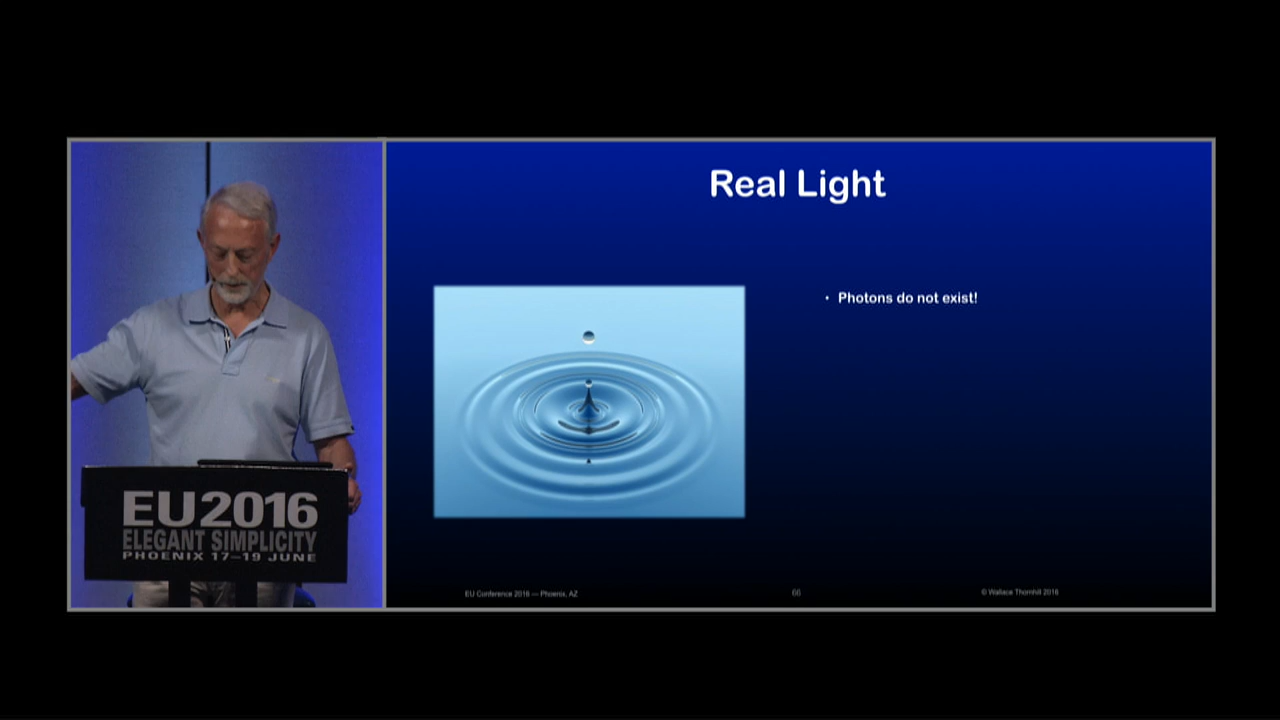 Real Light
• Photons do not exist!
EU2016
ELEGANT SIMPLICITY
PHOENIX 17–19 JUNE
EU Conference 2016 — Phoenix, AZ
66
© Wallace Thornhill 2016